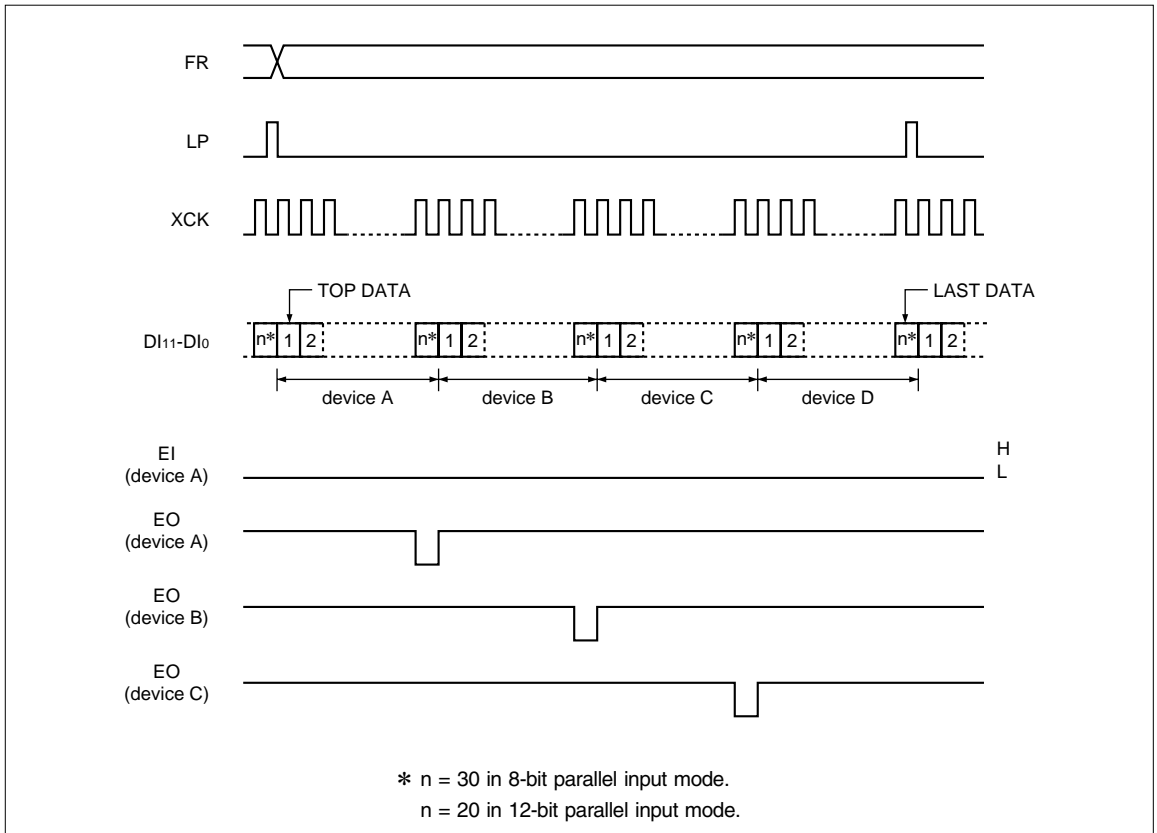 FR
LP
XCK
TOP DATA
LAST DATA
DI11-DI0
n* 1 2 n* 1 2 n* 1 2 n* 1 2 n* 1 2
device A device B device C device D
EI
(device A)
H
L
EO
(device A)
EO
(device B)
EO
(device C)
* n = 30 in 8-bit parallel input mode.
n = 20 in 12-bit parallel input mode.